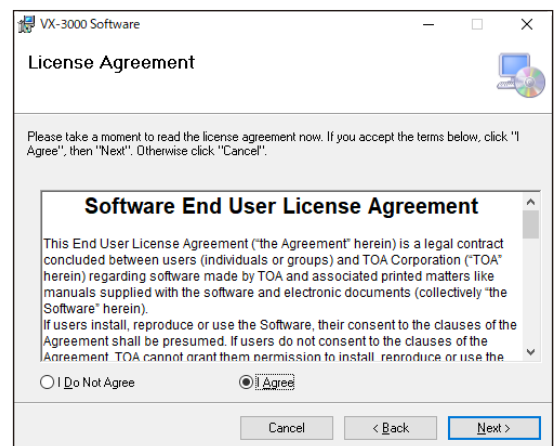 VX-3000 Software
License Agreement
Please take a moment to read the license agreement now. If you accept the terms below, click "I
Agree", then "Next". Otherwise click "Cancel".
Software End User License Agreement
This End User License Agreement (“the Agreement” herein) is a legal contract
concluded between users (individuals or groups) and TOA Corporation (“TOA”
herein) regarding software made by TOA and associated printed matters like
manuals supplied with the software and electronic documents (collectively “the
Software” herein).
If users install, reproduce or use the Software, their consent to the clauses of the
Agreement shall be presumed. If users do not consent to the clauses of the
Agreement, TOA cannot grant them permission to install, reproduce or use the
I Do Not Agree
I Agree
Cancel
< Back
Next >